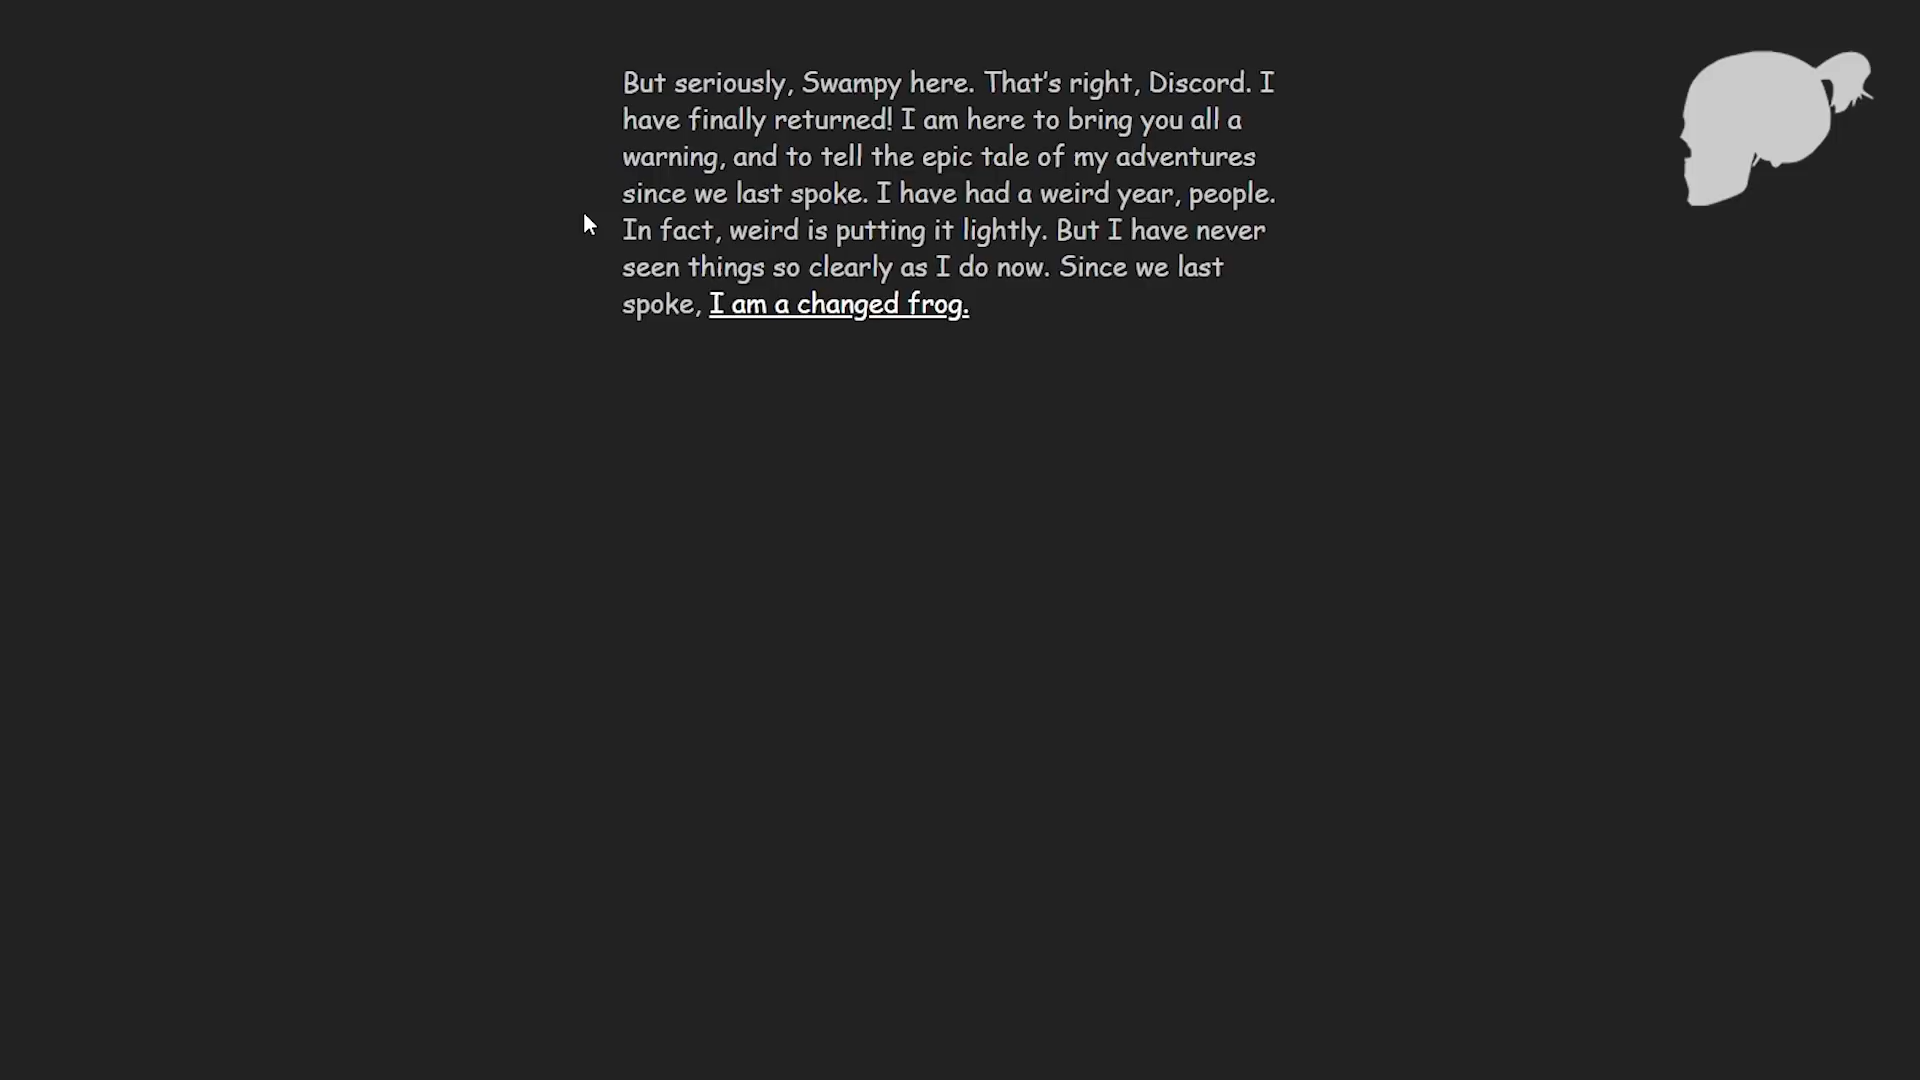 But seriously, Swampy here. That's right, Discord. I
have finally returned! I am here to bring you all a
warning, and to tell the epic tale of my adventures
since we last spoke. I have had a weird year, people.
In fact, weird is putting it lightly. But I have never
seen things so clearly as I do now. Since we last
spoke, I am a changed frog.